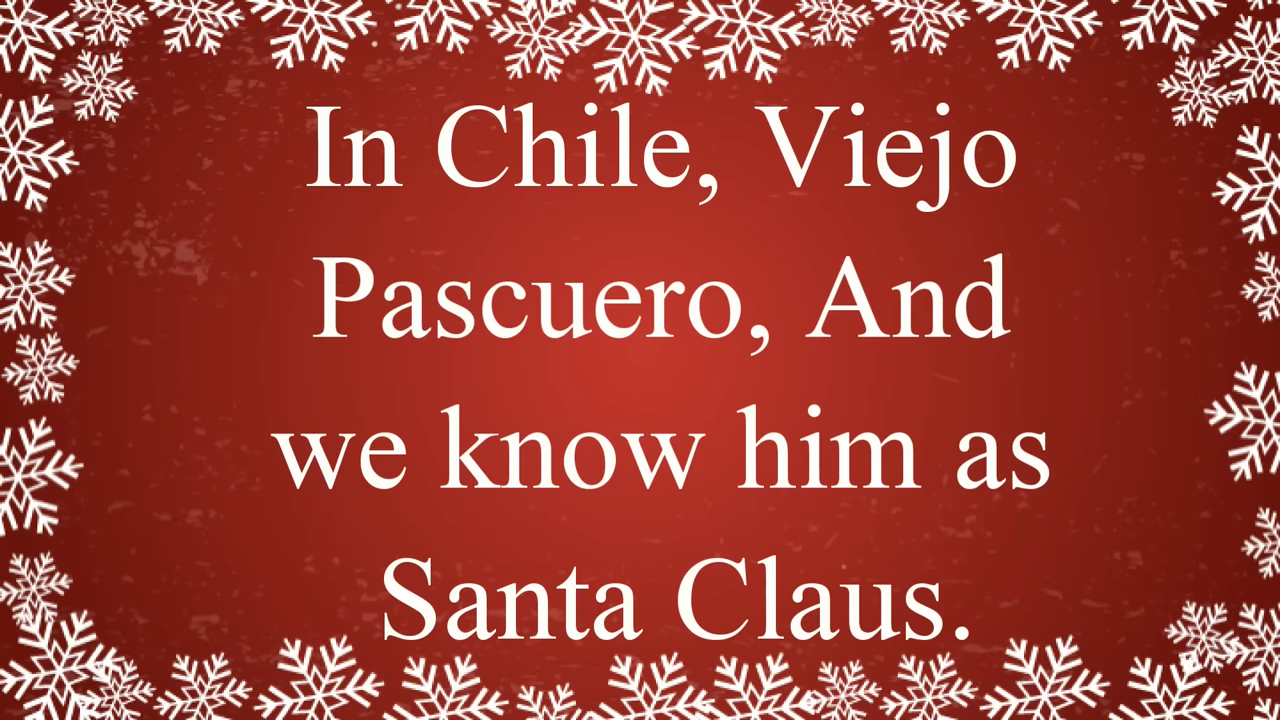 In Chile, Viejo
Pascuero, And
we know him as
Santa Claus.